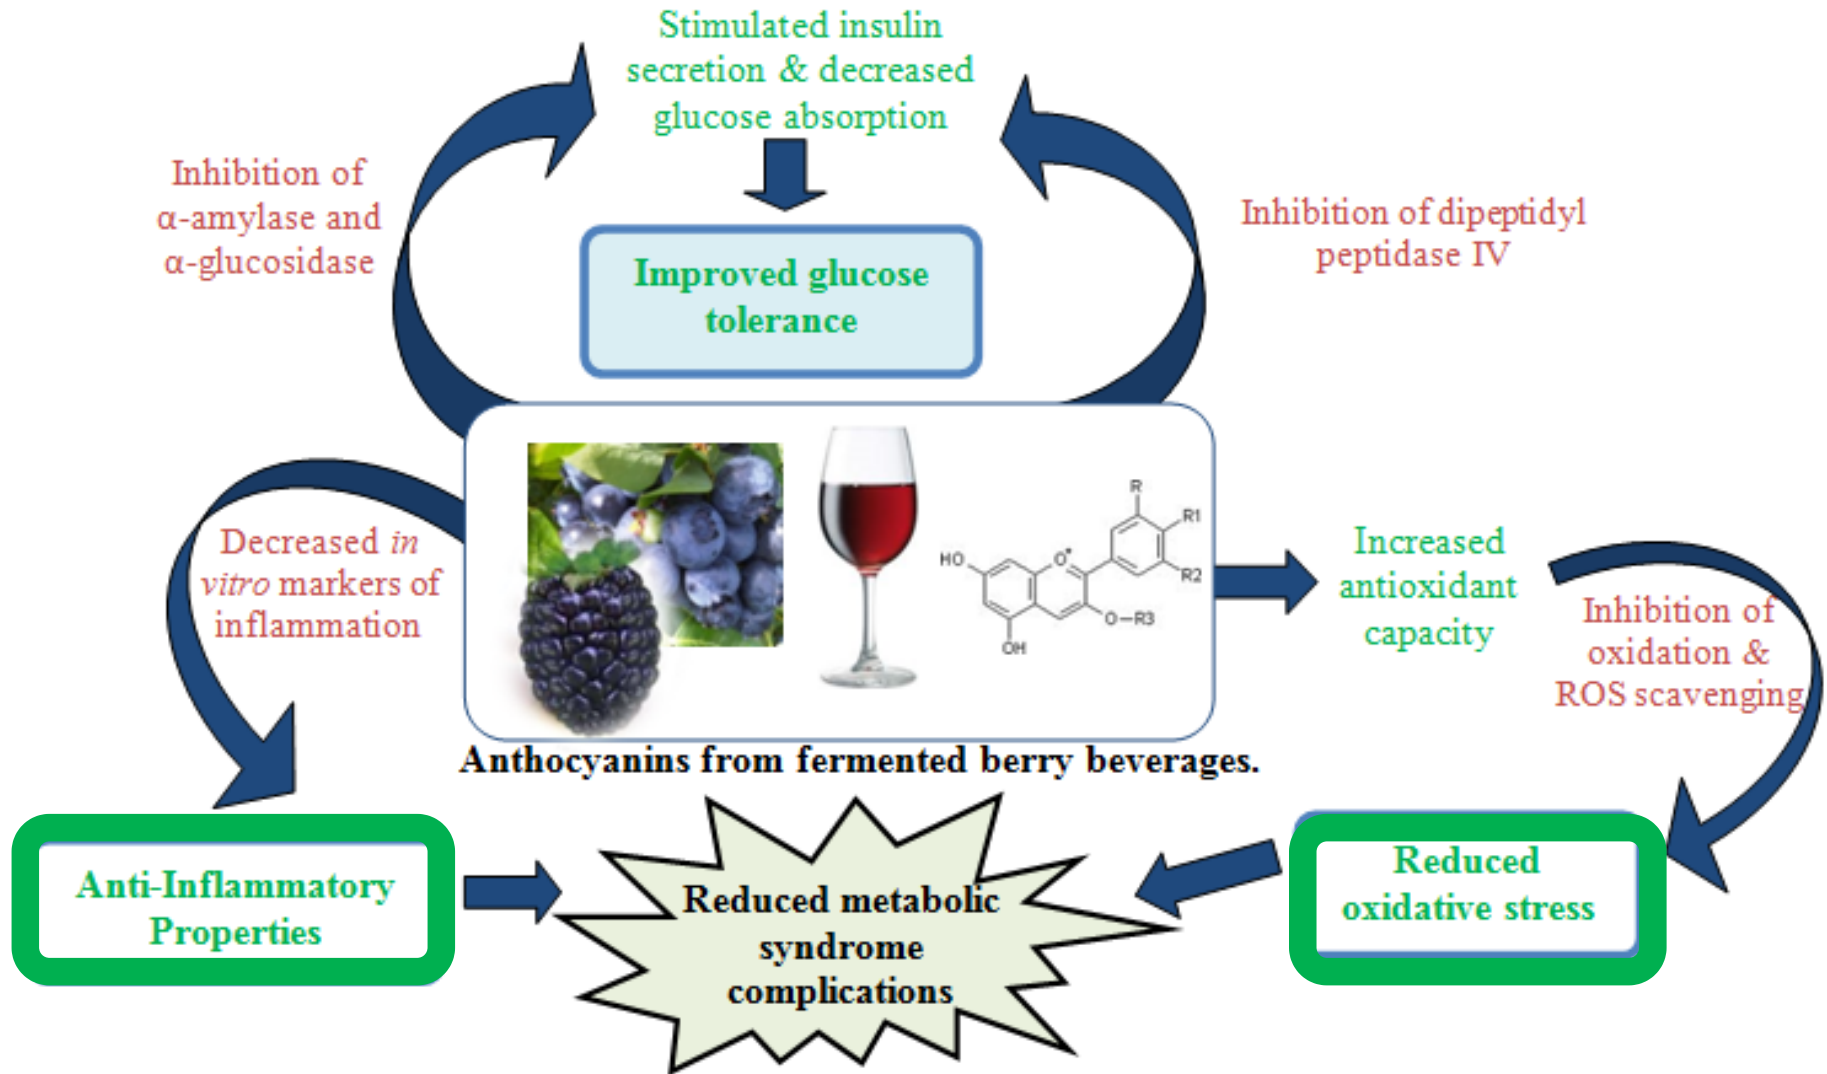 Stimulated insulin
secretion & decreased
glucose absorption
Inhibition of
α-amylase and
α-glucosidase
Inhibition of dipeptidyl
peptidase IV
Improved glucose
tolerance
Decreased in
vitro markers of
inflammation
R
R1
HO
O+
R2
O—R3
OH
Increased
antioxidant
capacity
Inhibition of
oxidation &
ROS scavenging
Anthocyanins from fermented berry beverages.
Anti-Inflammatory
Properties
Reduced metabolic
syndrome
complications
Reduced
oxidative stress